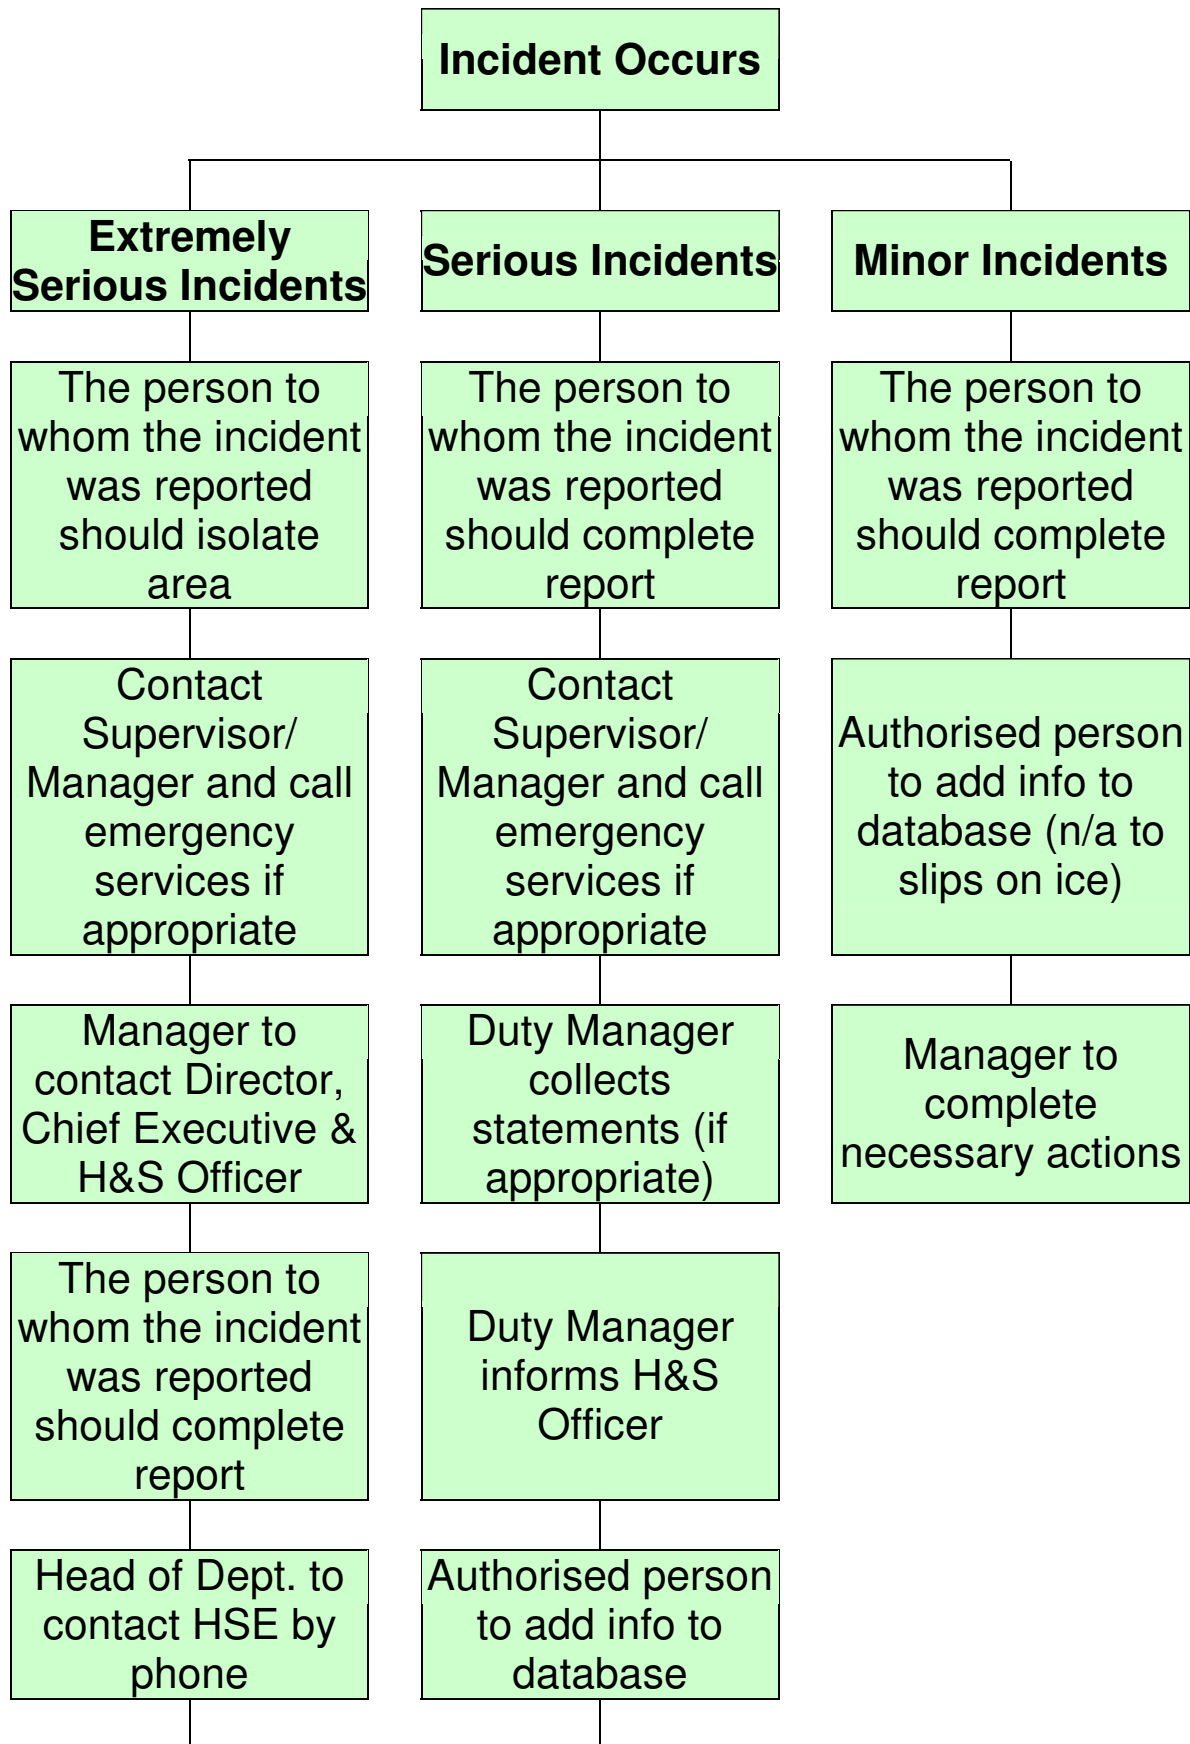 Incident Occurs
Extremely
Serious Incidents
The person to
whom the incident
was reported
should isolate
area
Contact
Supervisor/
Manager and call
emergency
services if
appropriate
Manager to
contact Director,
Chief Executive &
H&S Officer
The person to
whom the incident
was reported
should complete
report
Head of Dept. to
contact HSE by
phone
Serious Incidents
The person to
whom the incident
was reported
should complete
report
Contact
Supervisor/
Manager and call
emergency
services if
appropriate
Duty Manager
collects
statements (if
appropriate)
Duty Manager
informs H&S
Officer
Authorised person
to add info to
database
Minor Incidents
The person to
whom the incident
was reported
should complete
report
Authorised person
to add info to
database (n/a to
slips on ice)
Manager to
complete
necessary actions